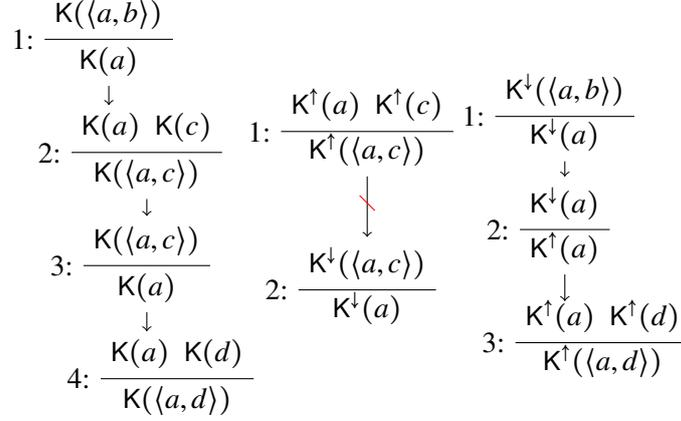 1: K(⟨a,b⟩)
K(a)
↓
2: K(a) K(c)
K(⟨a,c⟩)
↓
3: K(⟨a,c⟩)
K(a)
↓
4: K(a) K(d)
K(⟨a,d⟩)
1: K↑(a) K↑(c)
K↑(⟨a,c⟩)
2: K↓(⟨a,c⟩)
K↓(a)
1: K↓(⟨a,b⟩)
K↓(a)
↓
2: K↓(a)
K↑(a)
↓
3: K↑(a) K↑(d)
K↑(⟨a,d⟩)